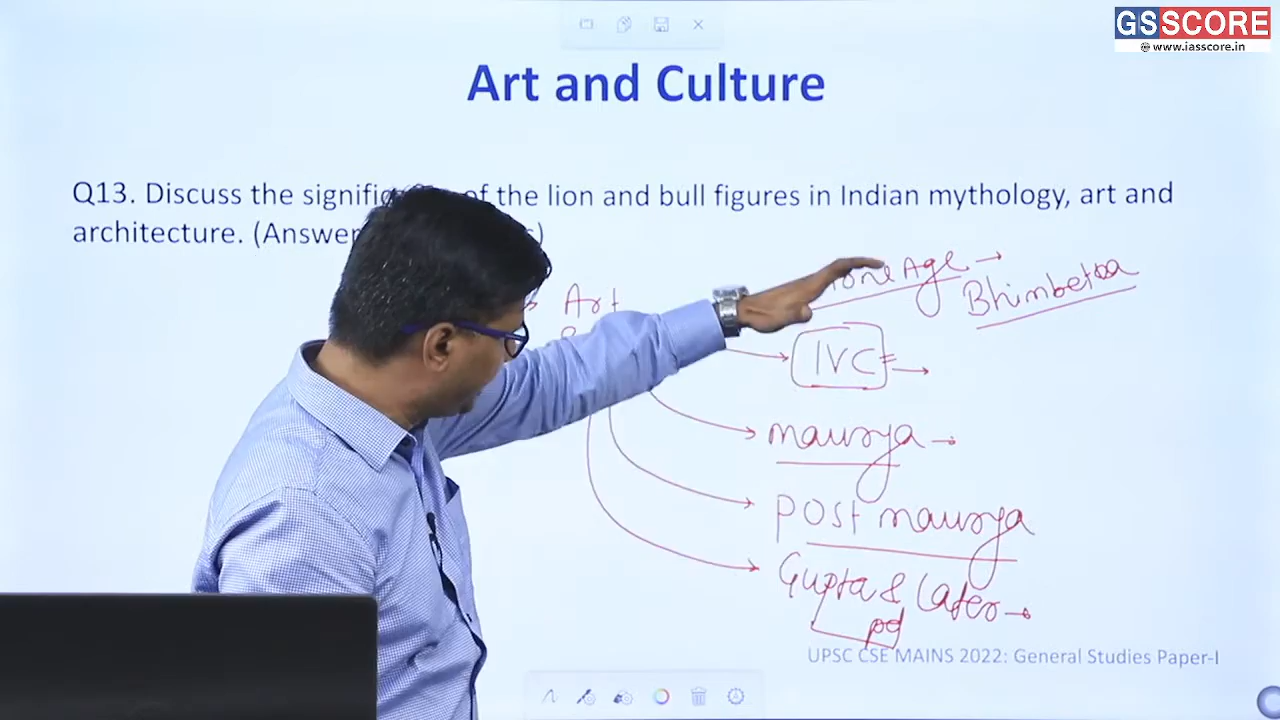 GSSCORE
www.iasscore.in
Art and Culture
Q13. Discuss the of the lion and bull figures in Indian mythology, art and
architecture. (Answer
Art
Age → Bhimbetka
IVC
maurya
post maurya
Gupta & Later
pd
UPSC CSE MAINS 2022: General Studies Paper-I